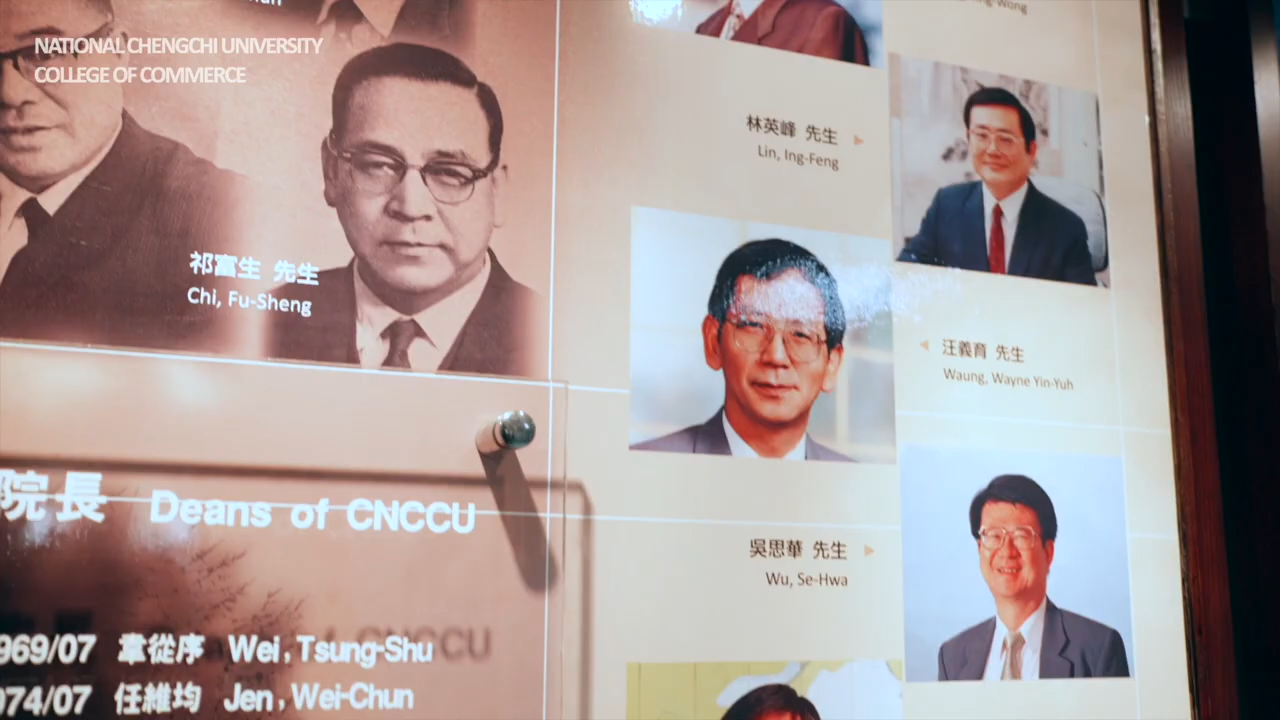 NATIONAL CHENGCHI UNIVERSITY
COLLEGE OF COMMERCE
林英峰 先生
Lin, Ing-Feng
祁富生 先生
Chi, Fu-Sheng
汪義育 先生
Waung, Wayne Yin-Yuh
院長 Deans of CNCCU
吳思華 先生
Wu, Se-Hwa
969/07 韋從序 Wei, Tsung-Shu
974/07 任維均 Jen, Wei-Chun